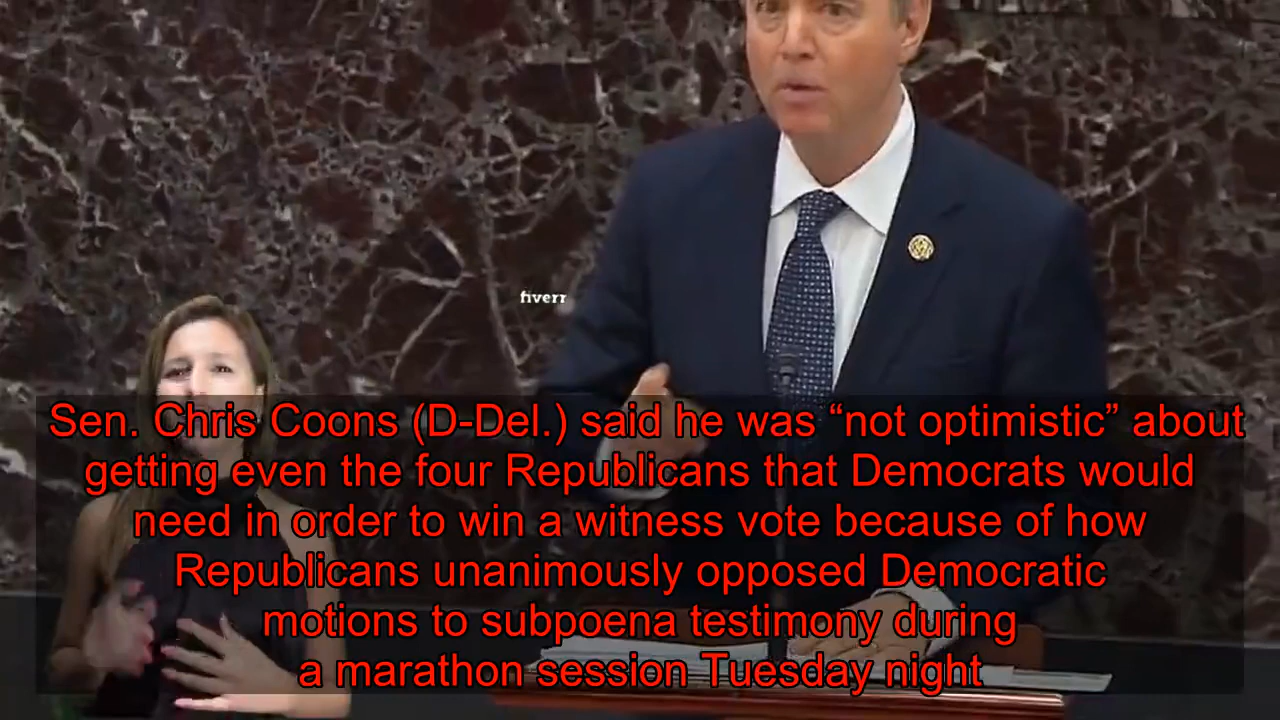 fiverr
Sen. Chris Coons (D-Del.) said he was “not optimistic” about
getting even the four Republicans that Democrats would
need in order to win a witness vote because of how
Republicans unanimously opposed Democratic
motions to subpoena testimony during
a marathon session Tuesday night